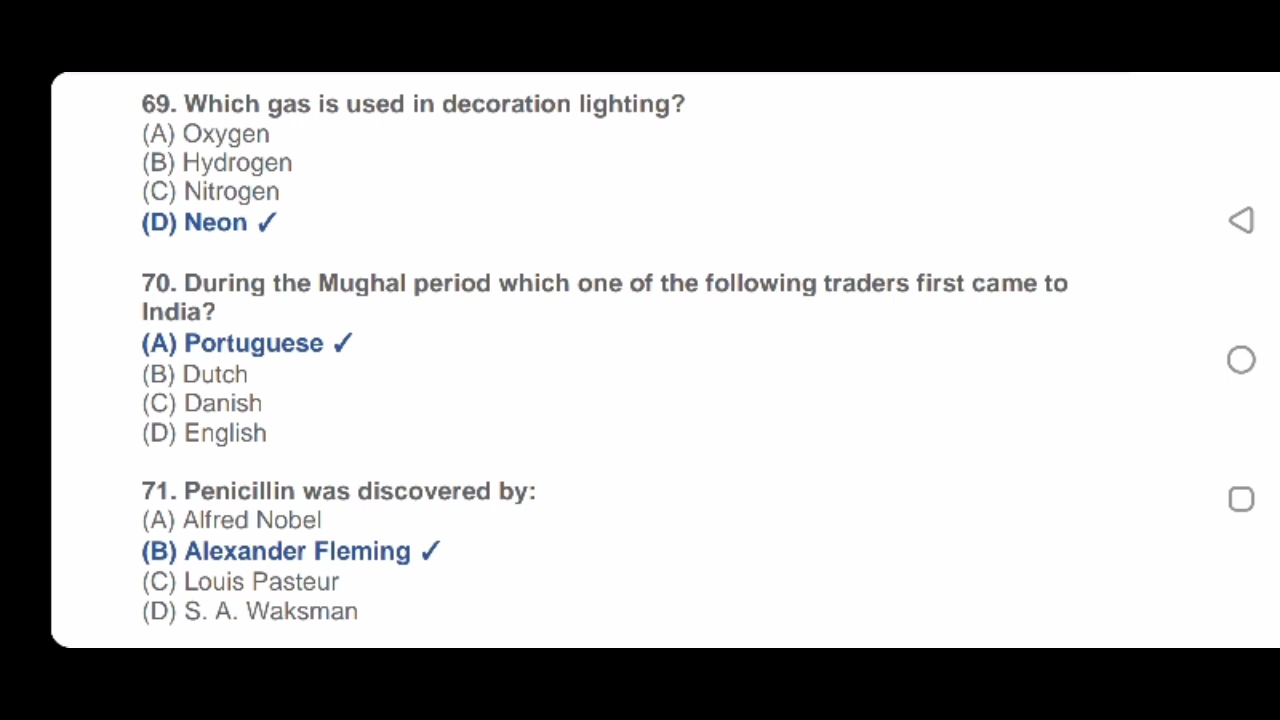 69. Which gas is used in decoration lighting?
(A) Oxygen
(B) Hydrogen
(C) Nitrogen
(D) Neon ✓
70. During the Mughal period which one of the following traders first came to
India?
(A) Portuguese ✓
(B) Dutch
(C) Danish
(D) English
71. Penicillin was discovered by:
(A) Alfred Nobel
(B) Alexander Fleming ✓
(C) Louis Pasteur
(D) S. A. Waksman